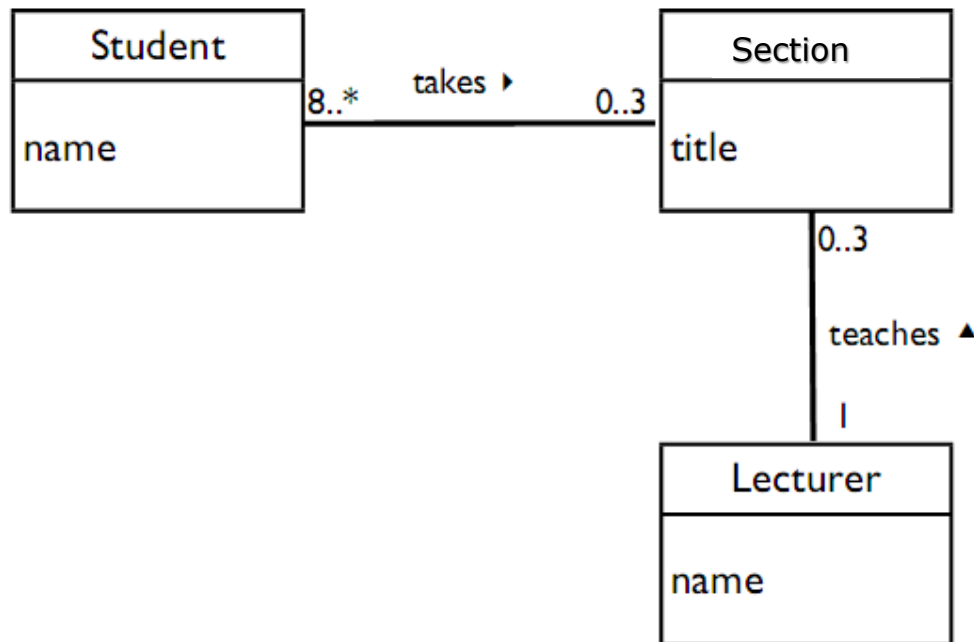 Student
name
8..*
takes ▸
0..3
Section
title
0..3
teaches ▲
1
Lecturer
name